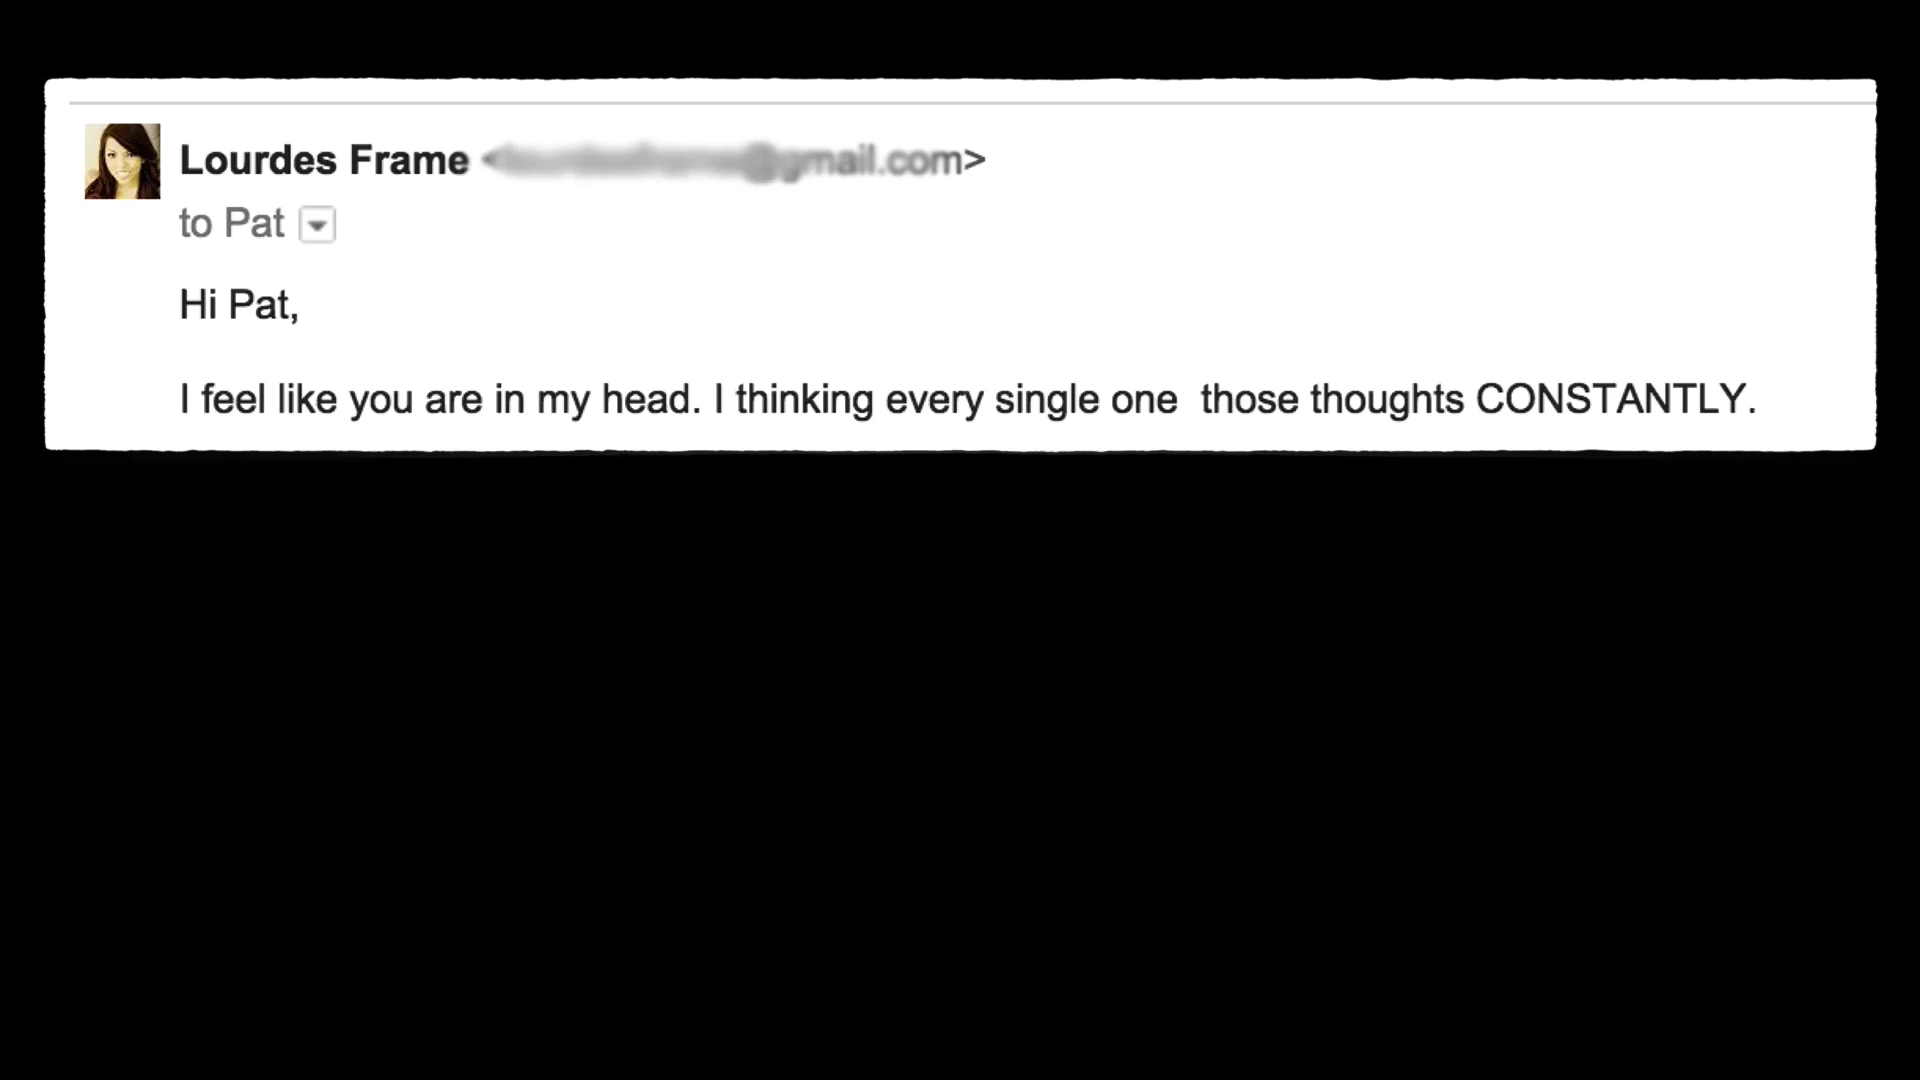 Lourdes Frame < @gmail.com>
to Pat
Hi Pat,
I feel like you are in my head. I thinking every single one  those thoughts CONSTANTLY.